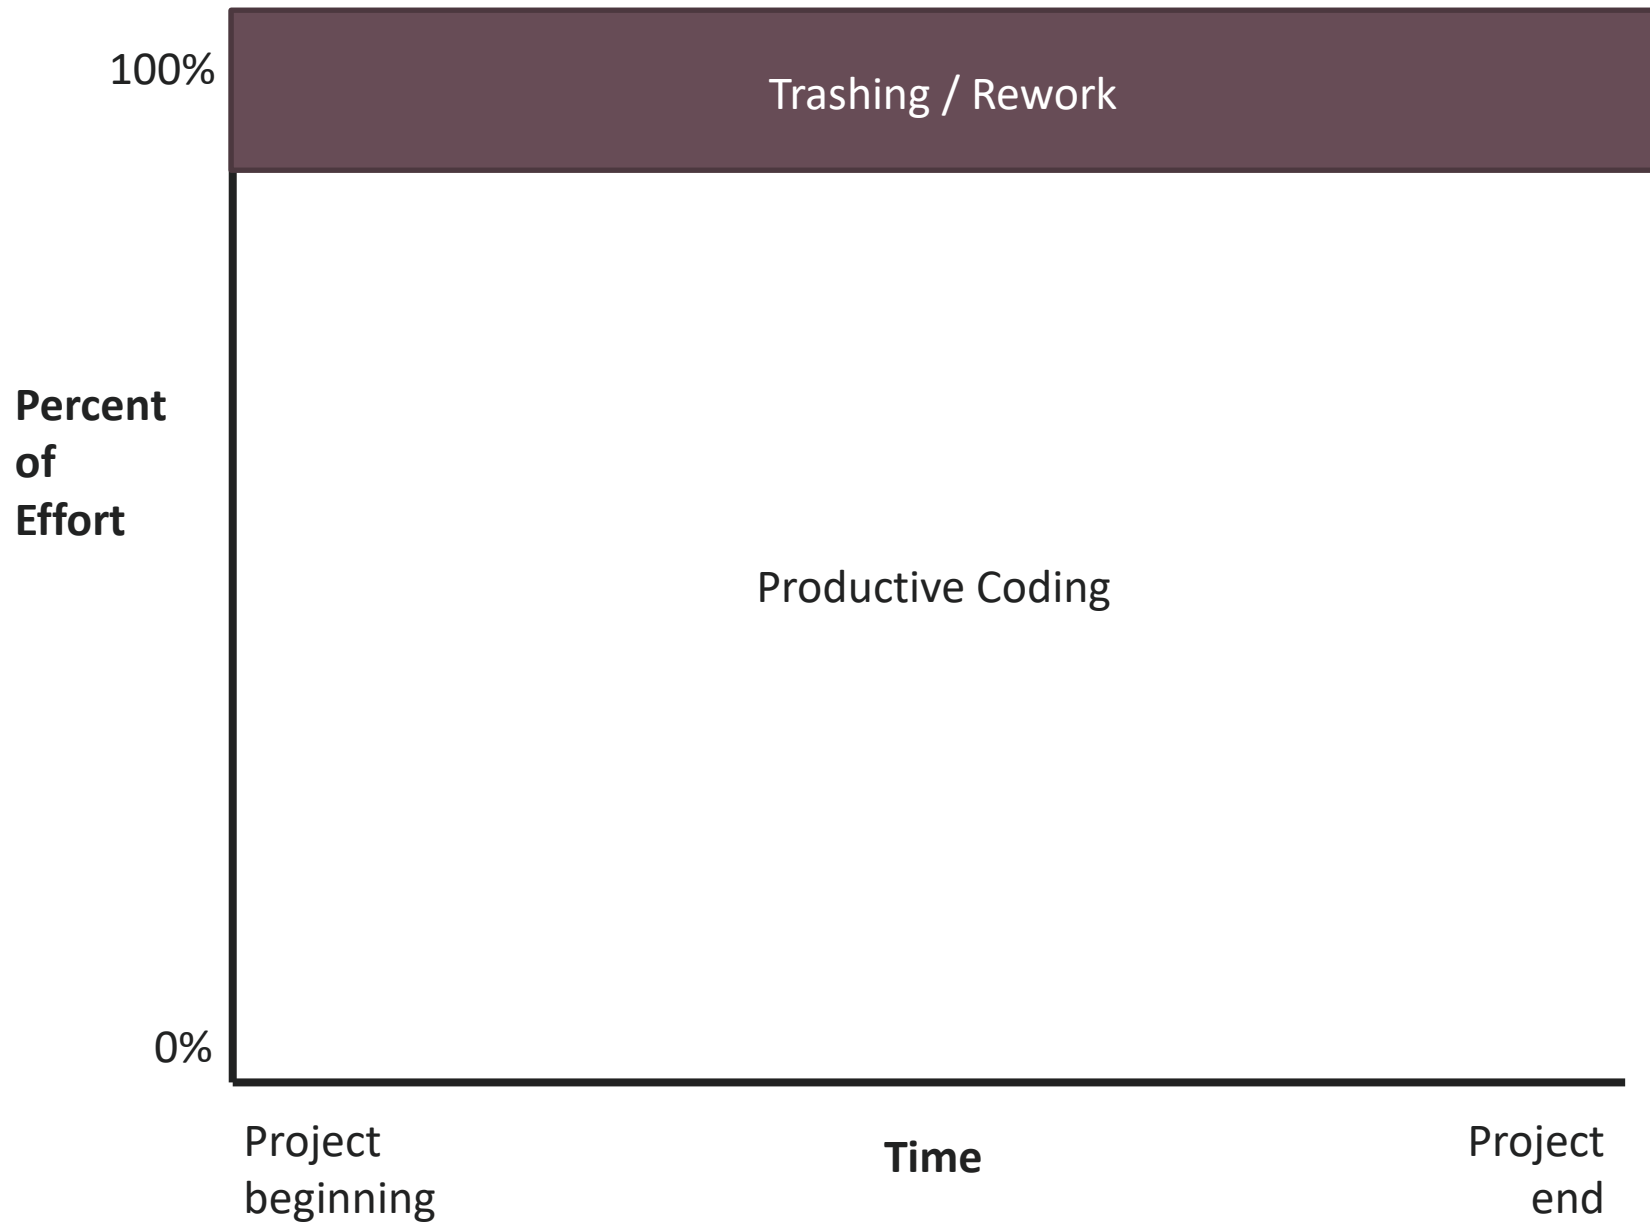 100%
Trashing / Rework
Percent
of
Effort
Productive Coding
0%
Project
beginning
Time
Project
end